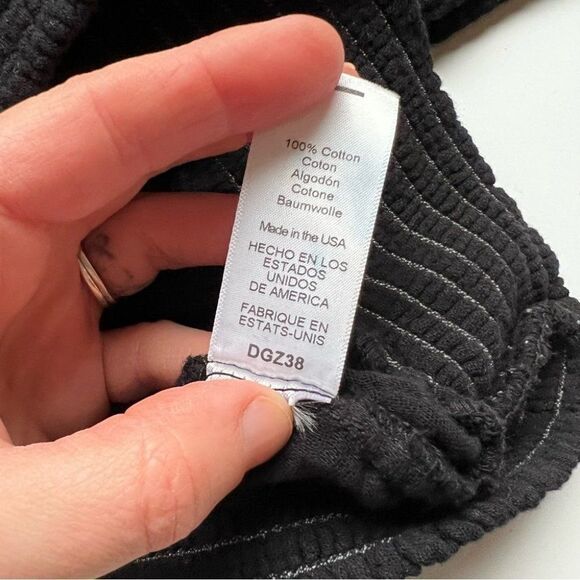 100% Cotton
Coton
Algodón
Cotone
Baumwolle
Made in the USA
HECHO EN LOS
ESTADOS
UNIDOS
DE AMERICA
FABRIQUE EN
ESTATS-UNIS
DGZ38